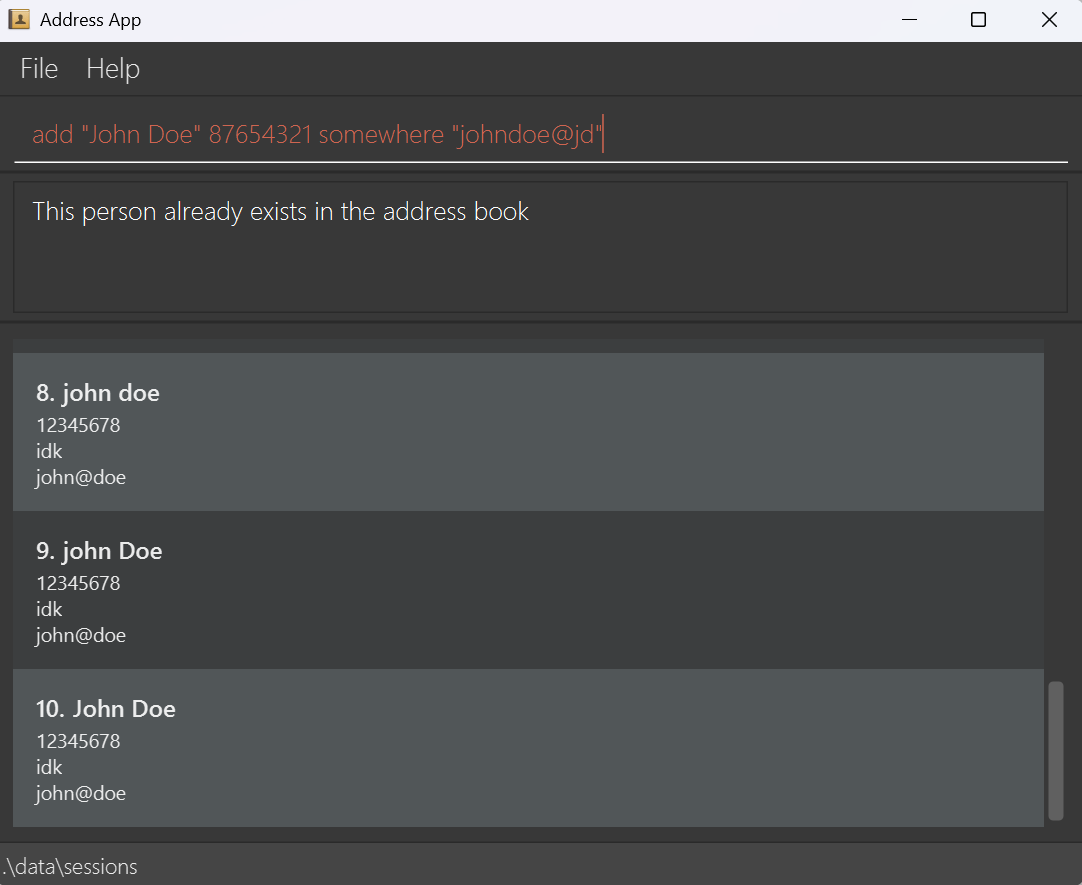 Address App
File Help
add "John Doe" 87654321 somewhere "johndoe@jd"
This person already exists in the address book
8. john doe
12345678
idk
john@doe
9. john Doe
12345678
idk
john@doe
10. John Doe
12345678
idk
john@doe
.\data\sessions